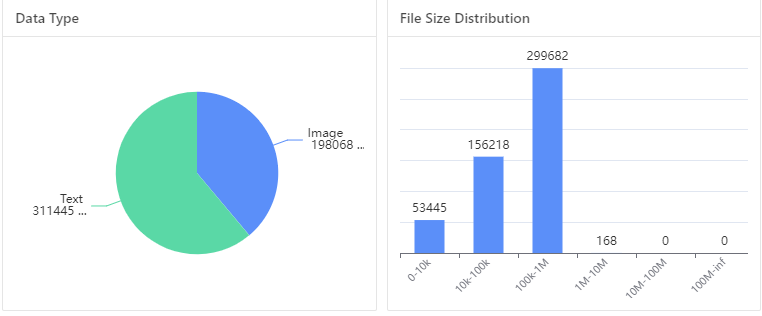 Data Type
Image
198068 ...
Text
311445 ...
File Size Distribution
299682
156218
53445
168
0
0
0-10k
10k-100k
100k-1M
1M-10M
10M-100M
100M-inf